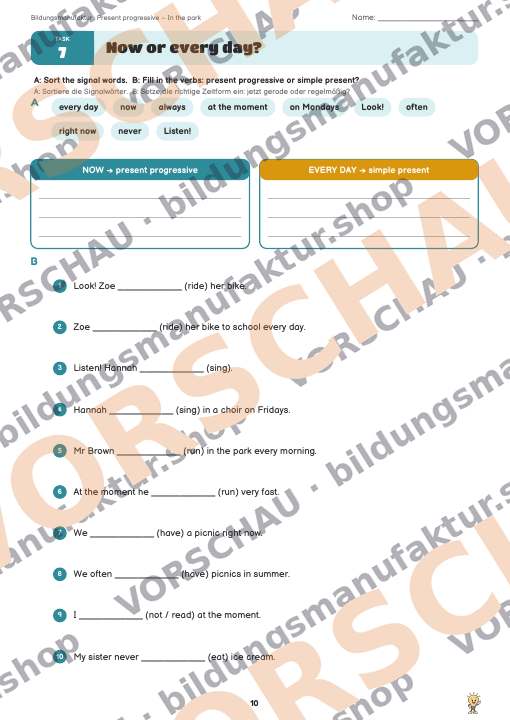 Bildungsmanufaktur · Present progressive – In the park
Name:
TASK
7
Now or every day?
A: Sort the signal words. B: Fill in the verbs: present progressive or simple present?
A: Sortiere die Signalwörter. B: Setze die richtige Zeitform ein: jetzt gerade oder regelmäßig?
A
every day now always at the moment on Mondays Look! often
right now never Listen!
NOW → present progressive
EVERY DAY → simple present
B
1 Look! Zoe ____________ (ride) her bike.
2 Zoe ____________ (ride) her bike to school every day.
3 Listen! Hannah ____________ (sing).
4 Hannah ____________ (sing) in a choir on Fridays.
5 Mr Brown ____________ (run) in the park every morning.
6 At the moment he ____________ (run) very fast.
7 We ____________ (have) a picnic right now.
8 We often ____________ (have) picnics in summer.
9 I ____________ (not / read) at the moment.
10 My sister never ____________ (eat) ice cream.
10
VORSCHAU · bildungsmanufaktur.shop
VORSCHAU